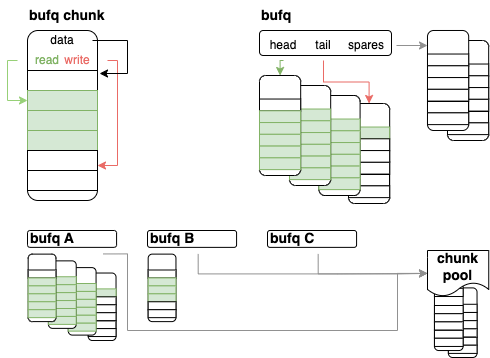 bufq chunk
data
read write
bufq
head tail spares
bufq A
bufq B
bufq C
chunk
pool